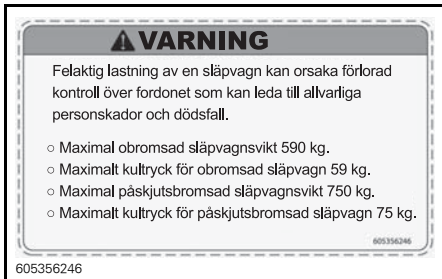 VARNING
Felaktig lastning av en släpvagn kan orsaka förlorad
kontroll över fordonet som kan leda till allvarliga
personskador och dödsfall.
○ Maximal obromsad släpvagnsvikt 590 kg.
○ Maximalt kultryck för obromsad släpvagn 59 kg.
○ Maximal påskjutsbromsad släpvagnsvikt 750 kg.
○ Maximalt kultryck för påskjutsbromsad släpvagn 75 kg.
605356246
605356246